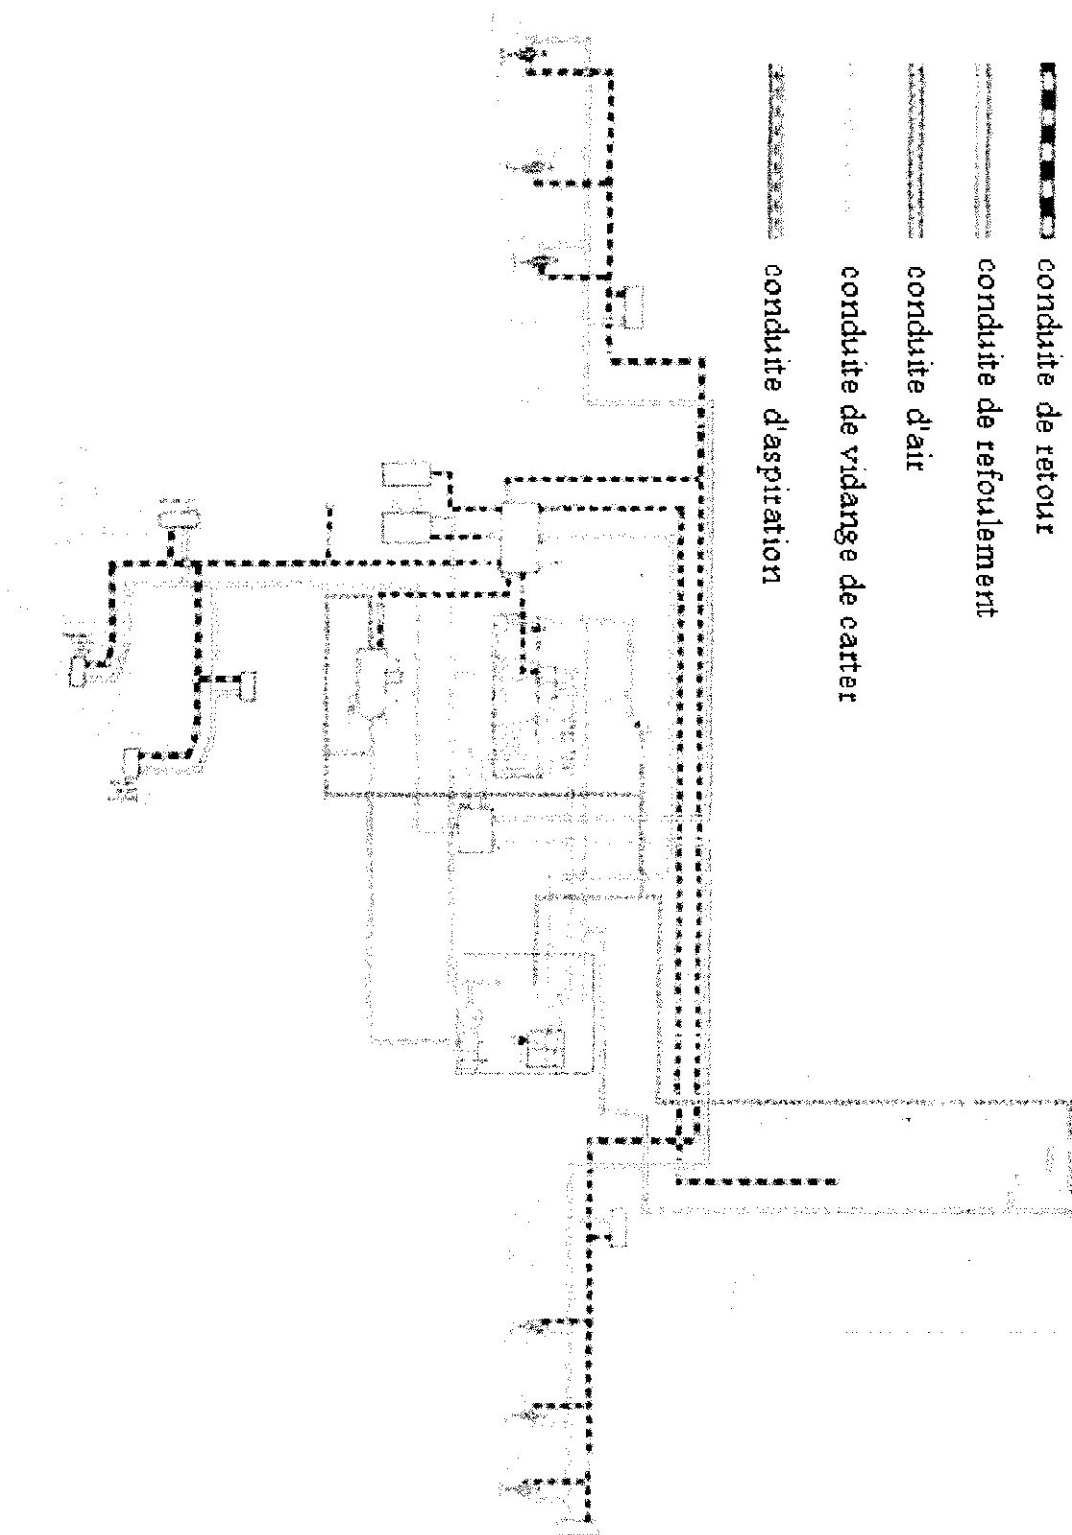 conduite de retour
conduite de refoulement
conduite d'air
conduite de vidange de carter
conduite d'aspiration